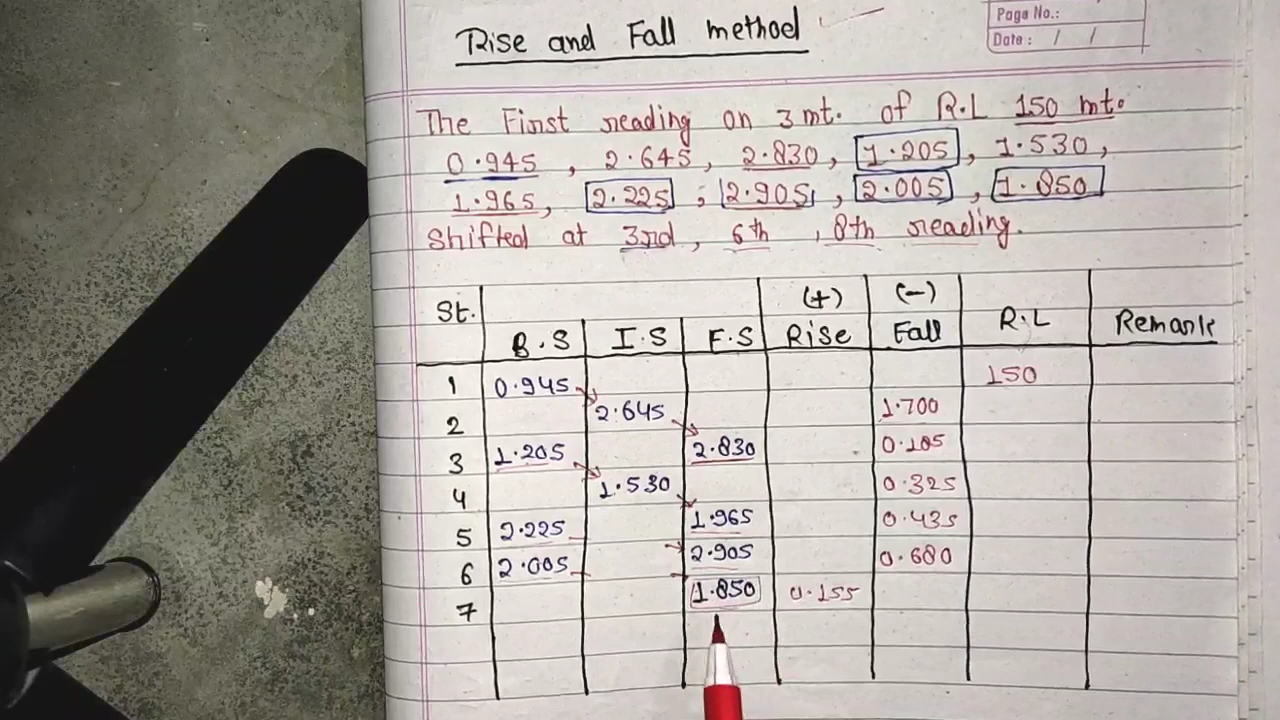 Page No.:
Date : / /
Rise and Fall method
The First reading on 3 mt. of R.L 150 mt.
0.945, 2.645, 2.830, 1.205, 1.530,
1.965, 2.225, 2.905, 2.005, 1.850
Shifted at 3rd, 6th, 8th reading.
St. B.S I.S F.S (+) Rise (-) Fall R.L Remark
1 0.945 150
2 2.645 1.700
3 1.205 2.830 0.185
4 1.530 0.325
5 2.225 1.965 0.435
6 2.005 2.905 0.680
7 1.850 0.155